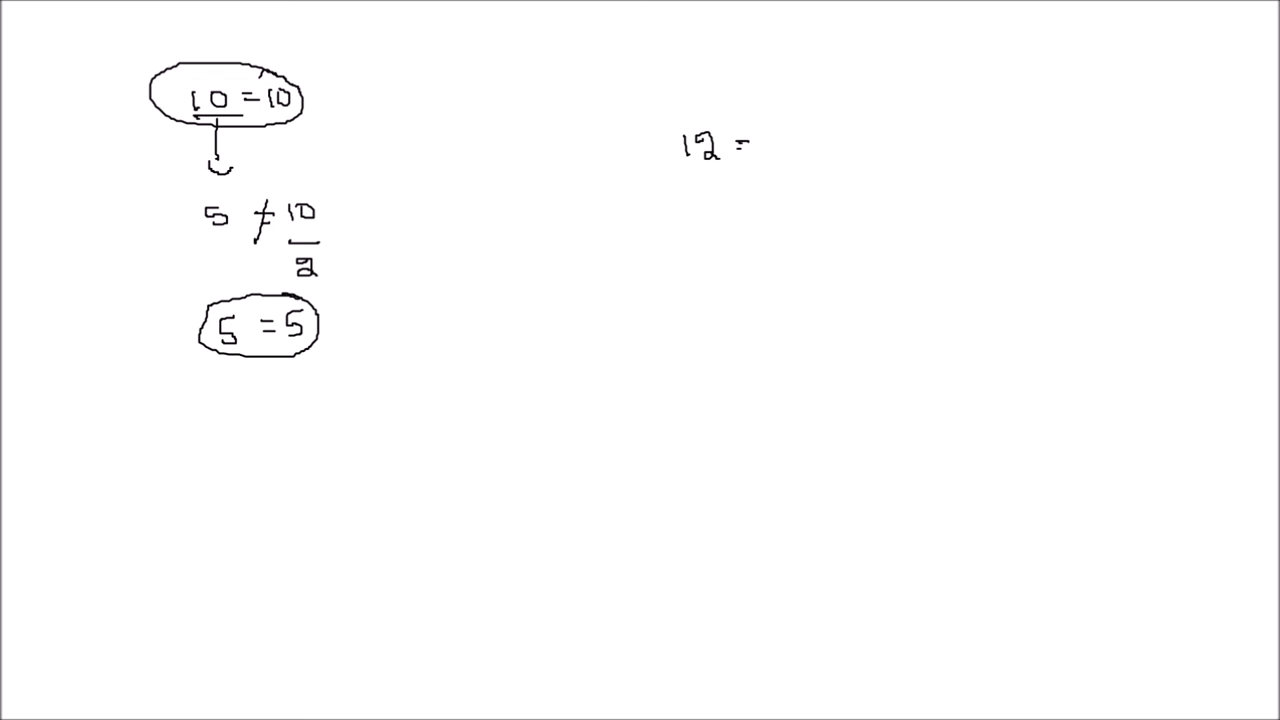 10 = 10
12 =
5 ≠ 10
2
5 = 5